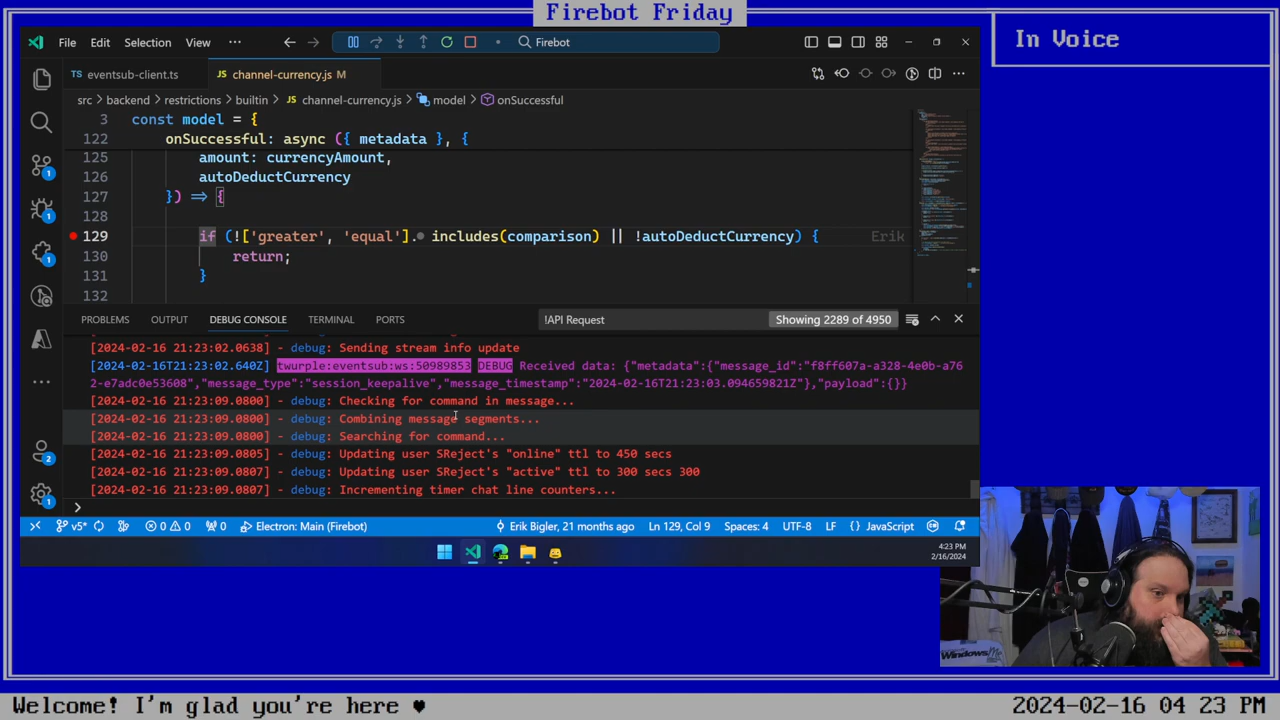 Firebot Friday
In Voice
File Edit Selection View ··· Firebot
TS eventsub-client.ts JS channel-currency.js M
src > backend > restrictions > builtin > JS channel-currency.js > model > onSuccessful
3 const model = {
122 onSuccessful: async ({ metadata }, {
125 amount: currencyAmount,
126 autoDeductCurrency
127 }) => {
128
129 if (!['greater', 'equal'].includes(comparison) || !autoDeductCurrency) { Erik
130 return;
131 }
132
PROBLEMS OUTPUT DEBUG CONSOLE TERMINAL PORTS !API Request Showing 2289 of 4950
[2024-02-16 21:23:02.0638] - debug: Sending stream info update
[2024-02-16T21:23:02.640Z] twurple:eventsub:ws:50989853 DEBUG Received data: {"metadata":{"message_id":"f8ff607a-a328-4e0b-a76
2-e7adc0e53608","message_type":"session_keepalive","message_timestamp":"2024-02-16T21:23:03.094659821Z"},"payload":{}}
[2024-02-16 21:23:09.0800] - debug: Checking for command in message...
[2024-02-16 21:23:09.0800] - debug: Combining message segments...
[2024-02-16 21:23:09.0800] - debug: Searching for command...
[2024-02-16 21:23:09.0805] - debug: Updating user SReject's "online" ttl to 450 secs
[2024-02-16 21:23:09.0807] - debug: Updating user SReject's "active" ttl to 300 secs 300
[2024-02-16 21:23:09.0807] - debug: Incrementing timer chat line counters...
>
v5* 0 0 0 Electron: Main (Firebot) Erik Bigler, 21 months ago Ln 129, Col 9 Spaces: 4 UTF-8 LF {} JavaScript
4:23 PM
2/16/2024
Welcome! I'm glad you're here ♥ 2024-02-16 04 23 PM